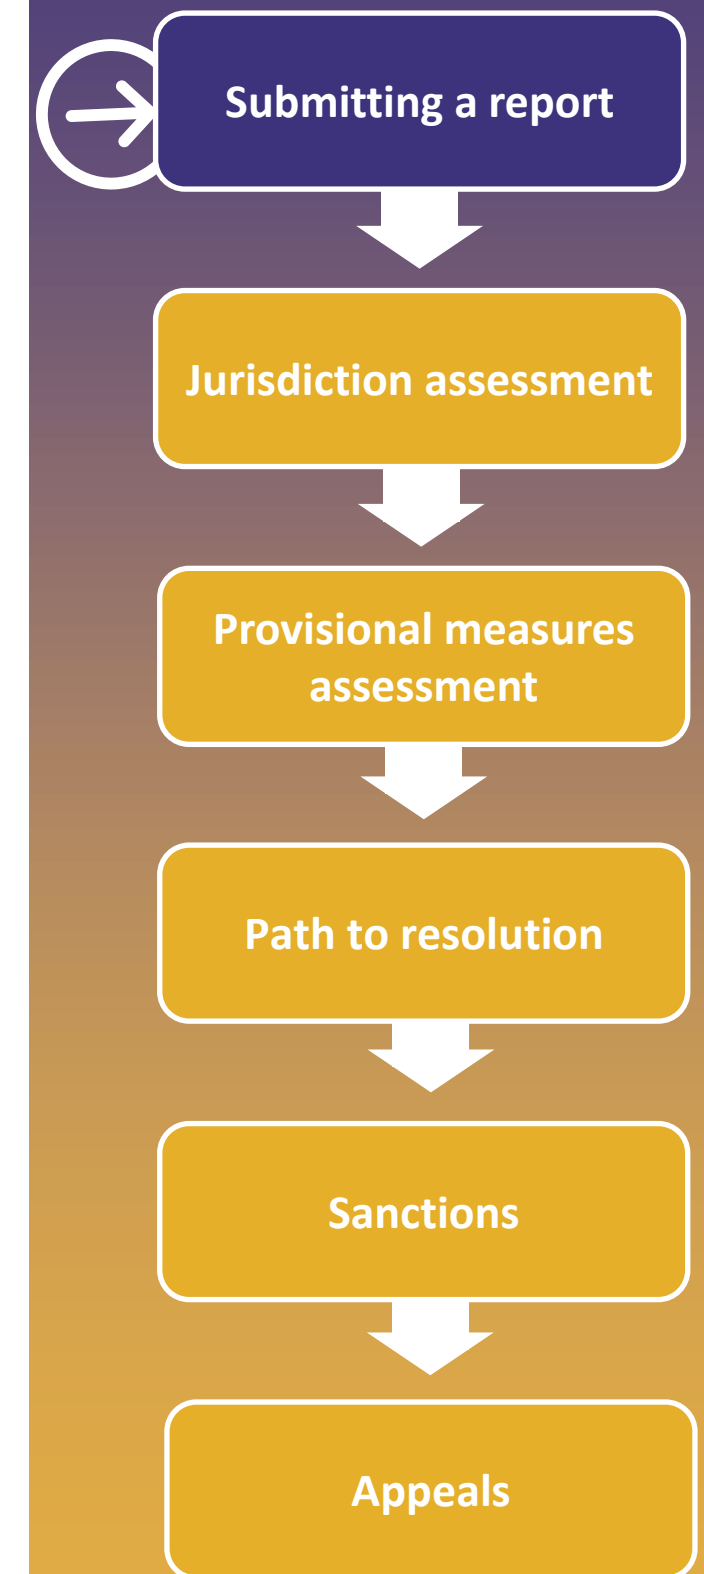 Submitting a report
Jurisdiction assessment
Provisional measures
assessment
Path to resolution
Sanctions
Appeals